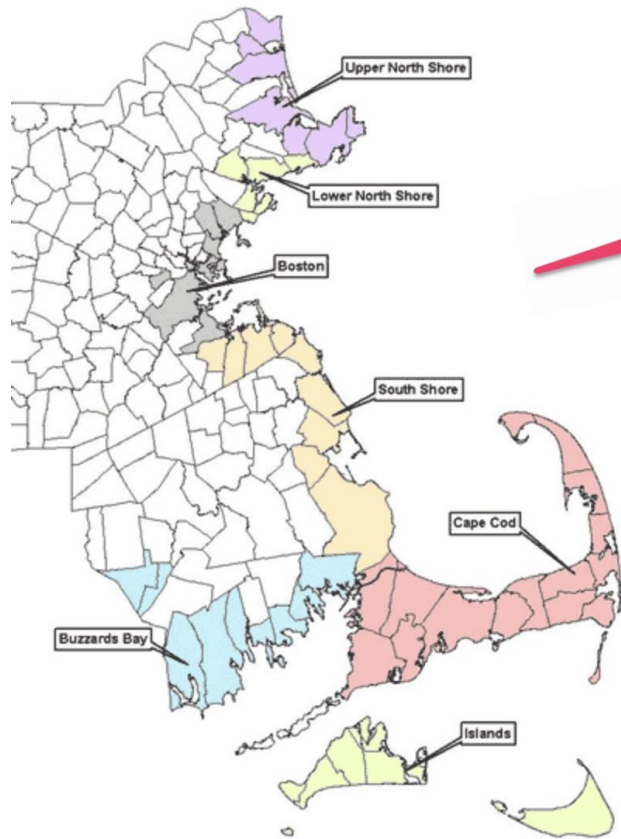 Upper North Shore
Lower North Shore
Boston
South Shore
Cape Cod
Buzzards Bay
Islands